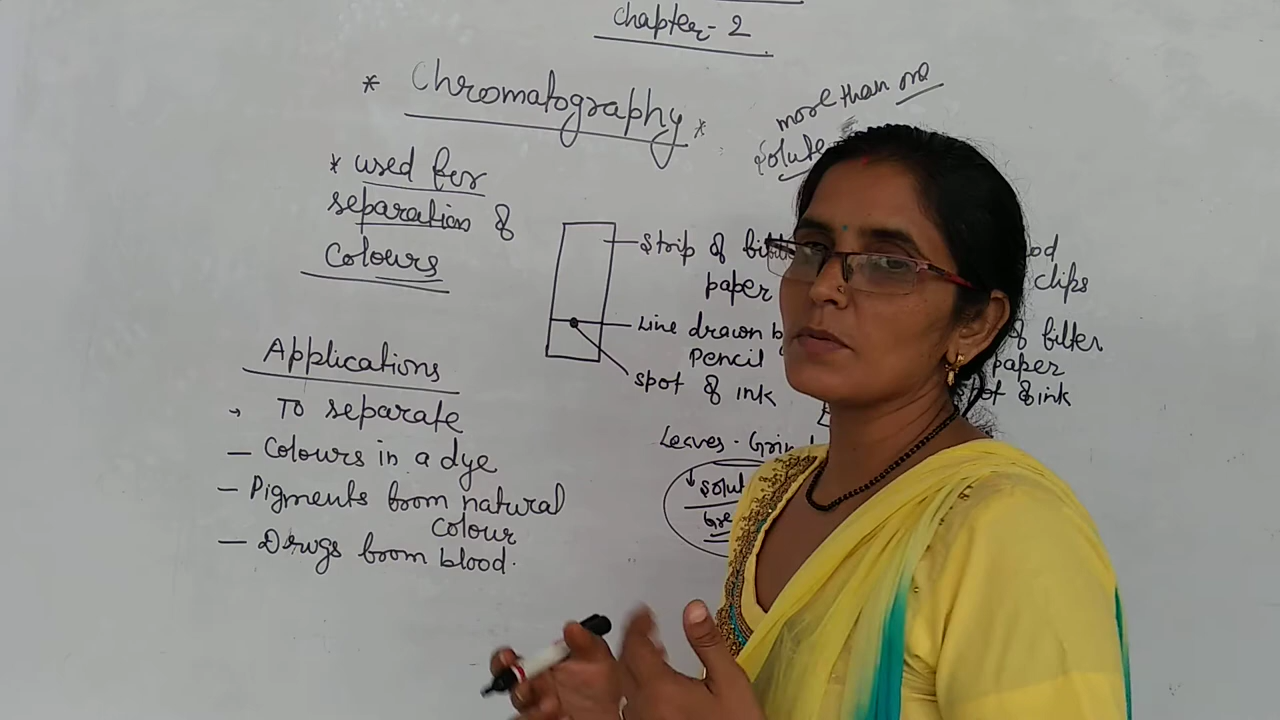 Chapter-2
* Chromatography *
more than one
solute
* used for
separation of
Colours
Strip of
paper
Line drawn
Pencil
spot of ink
clips
filter
paper
of ink
Applications
→ To separate
– Colours in a dye
– Pigments from natural
colour
– Drugs from blood.
Leaves -